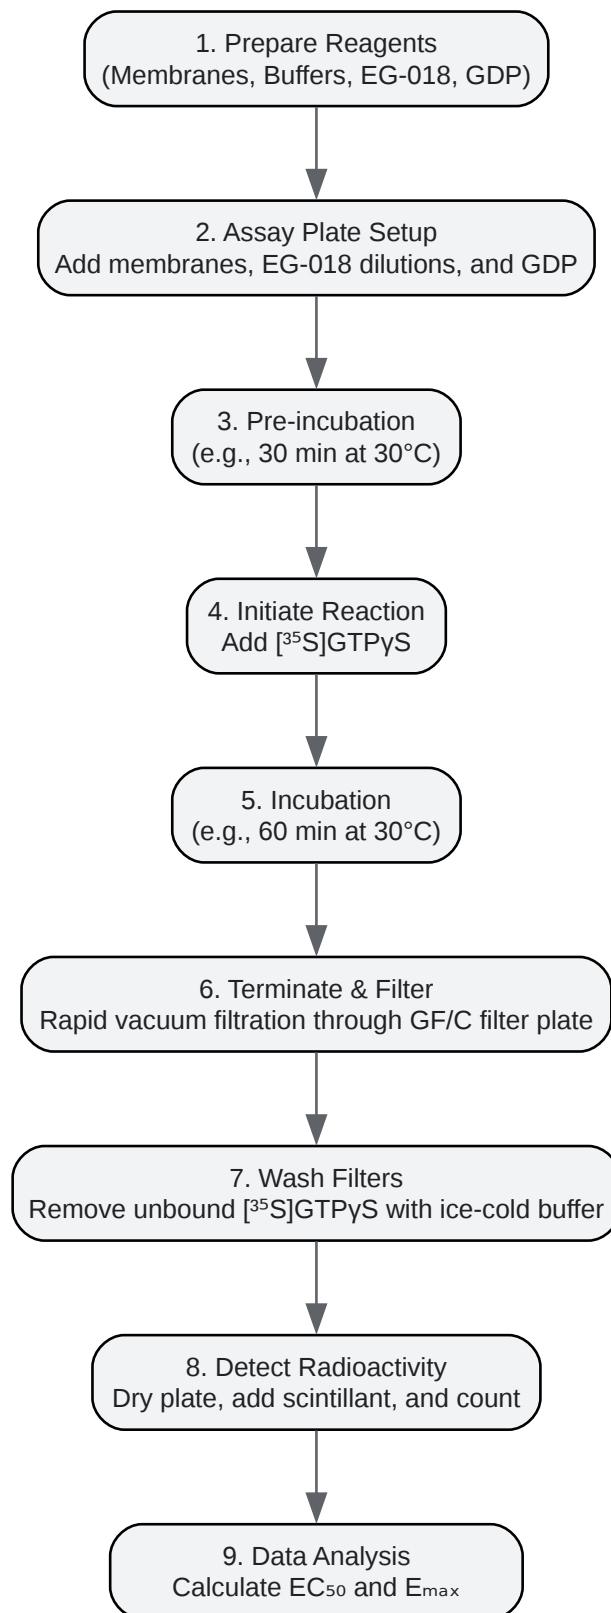 1. Prepare Reagents
(Membranes, Buffers, EG-018, GDP)
2. Assay Plate Setup
Add membranes, EG-018 dilutions, and GDP
3. Pre-incubation
(e.g., 30 min at 30°C)
4. Initiate Reaction
Add [³⁵S]GTPγS
5. Incubation
(e.g., 60 min at 30°C)
6. Terminate & Filter
Rapid vacuum filtration through GF/C filter plate
7. Wash Filters
Remove unbound [³⁵S]GTPγS with ice-cold buffer
8. Detect Radioactivity
Dry plate, add scintillant, and count
9. Data Analysis
Calculate EC₅₀ and Eₘₐₓ